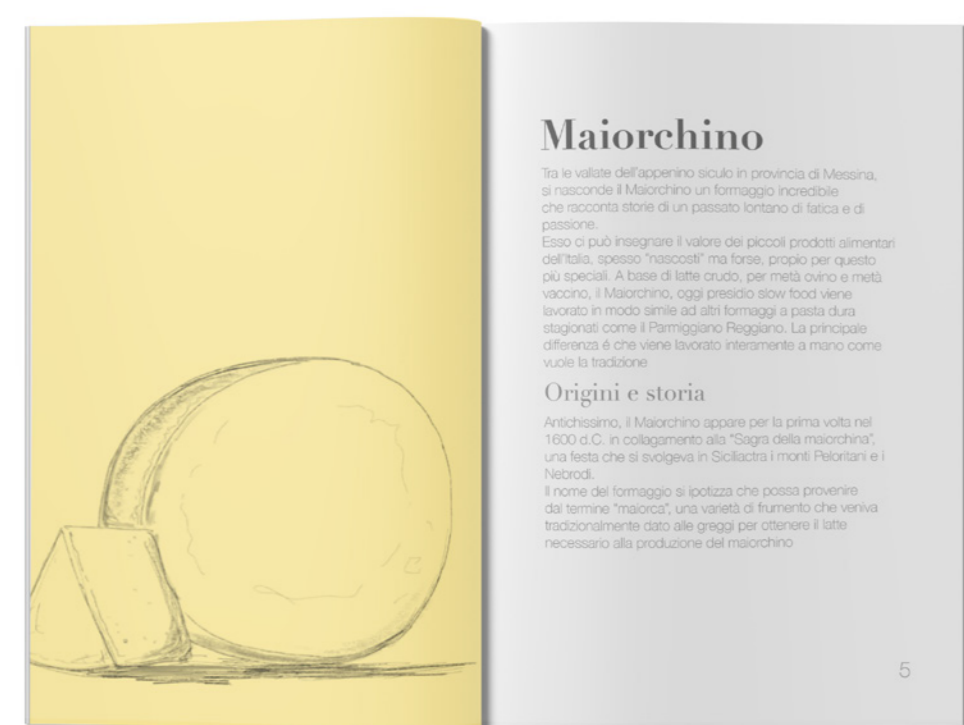 Maiorchino
Tra le vallate dell'appenino siculo in provincia di Messina,
si nasconde il Maiorchino un formaggio incredibile
che racconta storie di un passato lontano di fatica e di
passione.
Esso ci può insegnare il valore dei piccoli prodotti alimentari
dell'Italia, spesso "nascosti" ma forse, propio per questo
più speciali. A base di latte crudo, per metà ovino e metà
vaccino, il Maiorchino, oggi presidio slow food viene
lavorato in modo simile ad altri formaggi a pasta dura
stagionati come il Parmiggiano Reggiano. La principale
differenza é che viene lavorato interamente a mano come
vuole la tradizione
Origini e storia
Antichissimo, il Maiorchino appare per la prima volta nel
1600 d.C. in collagamento alla "Sagra della maiorchina",
una festa che si svolgeva in Siciliactra i monti Peloritani e i
Nebrodi.
Il nome del formaggio si ipotizza che possa provenire
dal termine "maiorca", una varietà di frumento che veniva
tradizionalmente dato alle greggi per ottenere il latte
necessario alla produzione del maiorchino
5